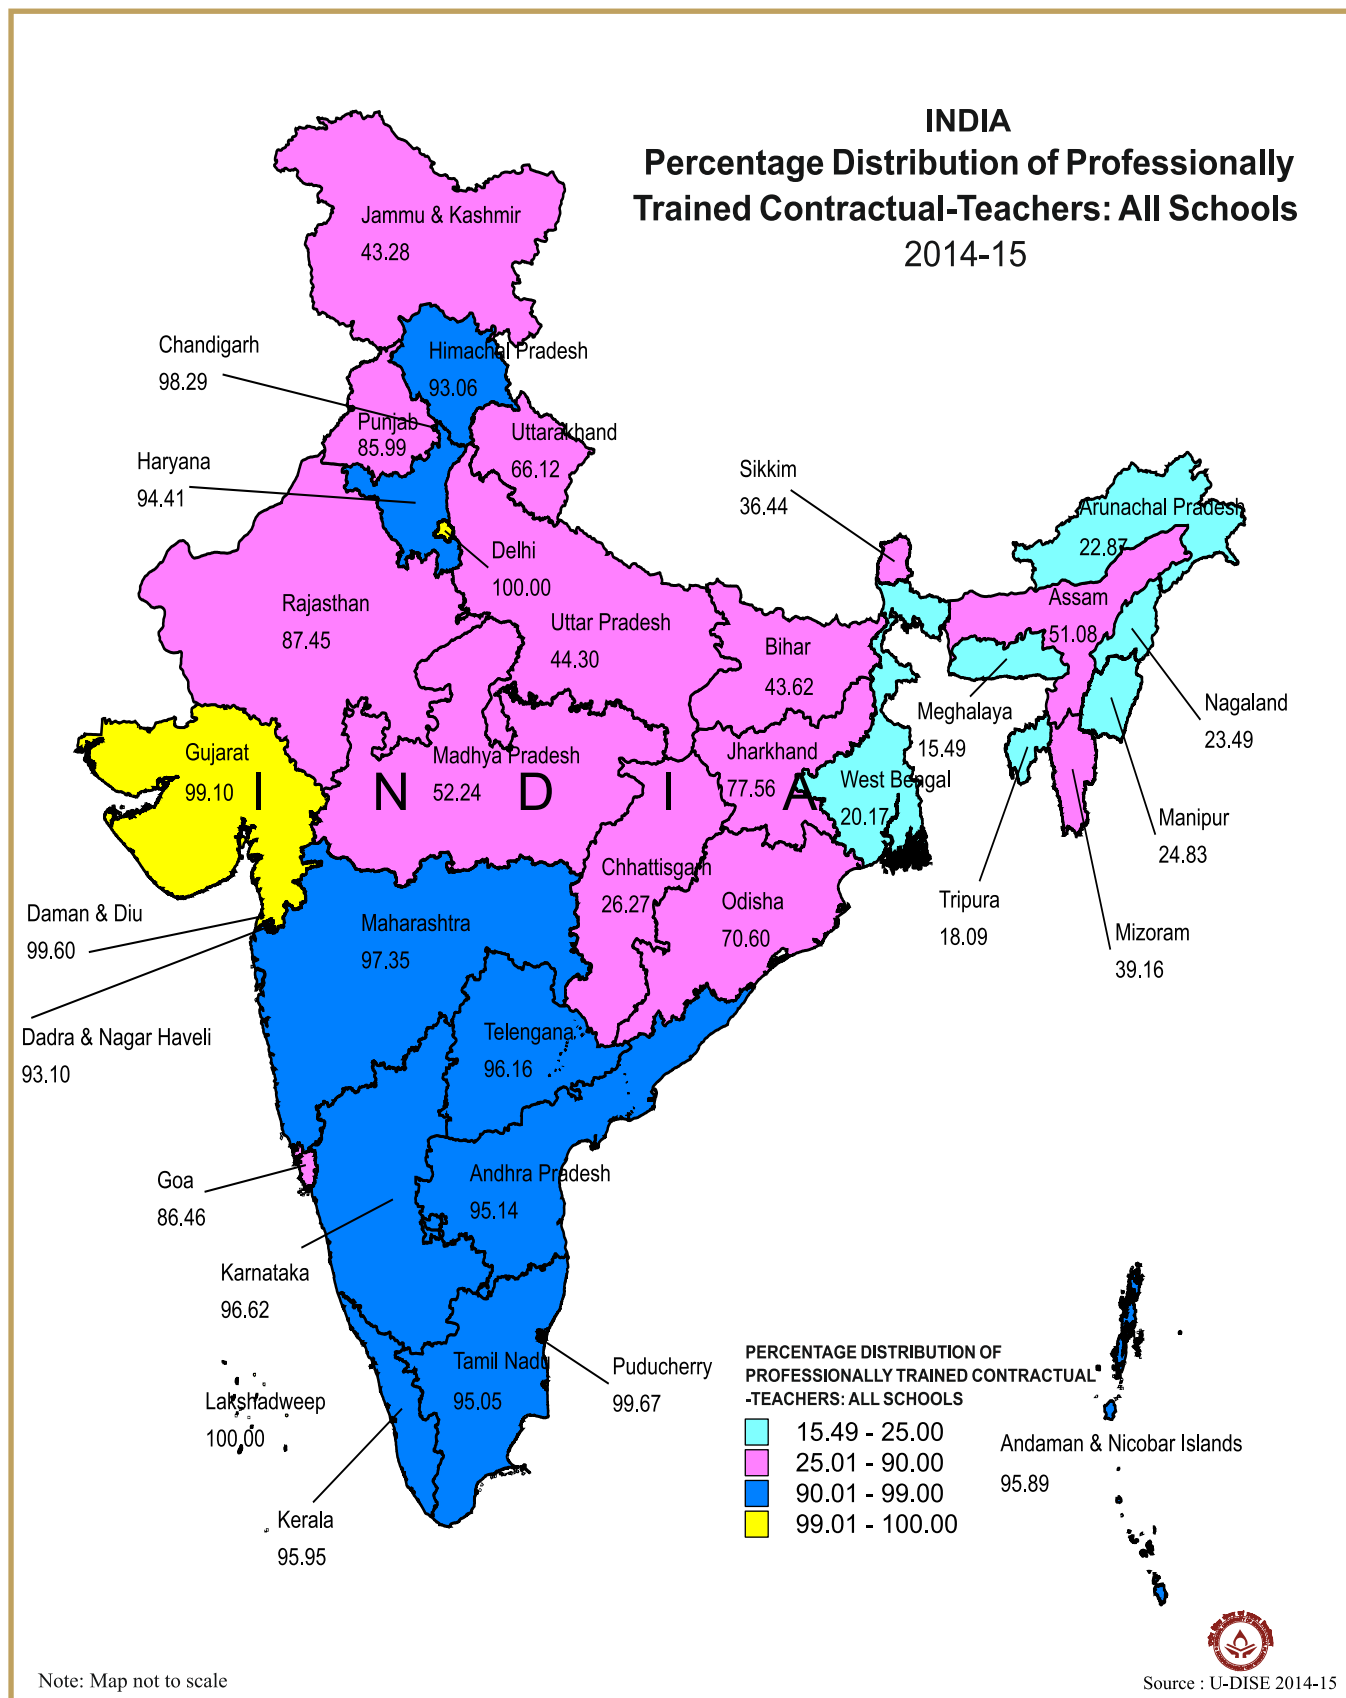 INDIA
Percentage Distribution of Professionally
Trained Contractual-Teachers: All Schools
2014-15
Jammu & Kashmir
43.28
Chandigarh
98.29
Himachal Pradesh
93.06
Punjab
85.99
Uttarakhand
66.12
Haryana
94.41
Sikkim
36.44
Arunachal Pradesh
22.87
Delhi
100.00
Rajasthan
87.45
Uttar Pradesh
44.30
Bihar
43.62
Assam
51.08
Meghalaya
15.49
Nagaland
23.49
Gujarat
99.10
Madhya Pradesh
52.24
Jharkhand
77.56
West Bengal
20.17
I N D I A
Manipur
24.83
Chhattisgarh
26.27
Odisha
70.60
Tripura
18.09
Mizoram
39.16
Daman & Diu
99.60
Maharashtra
97.35
Dadra & Nagar Haveli
93.10
Telengana
96.16
Goa
86.46
Andhra Pradesh
95.14
Karnataka
96.62
Tamil Nadu
95.05
Puducherry
99.67
Lakshadweep
100.00
Kerala
95.95
PERCENTAGE DISTRIBUTION OF
PROFESSIONALLY TRAINED CONTRACTUAL
-TEACHERS: ALL SCHOOLS
15.49 - 25.00
25.01 - 90.00
90.01 - 99.00
99.01 - 100.00
Andaman & Nicobar Islands
95.89
Note: Map not to scale
Source : U-DISE 2014-15